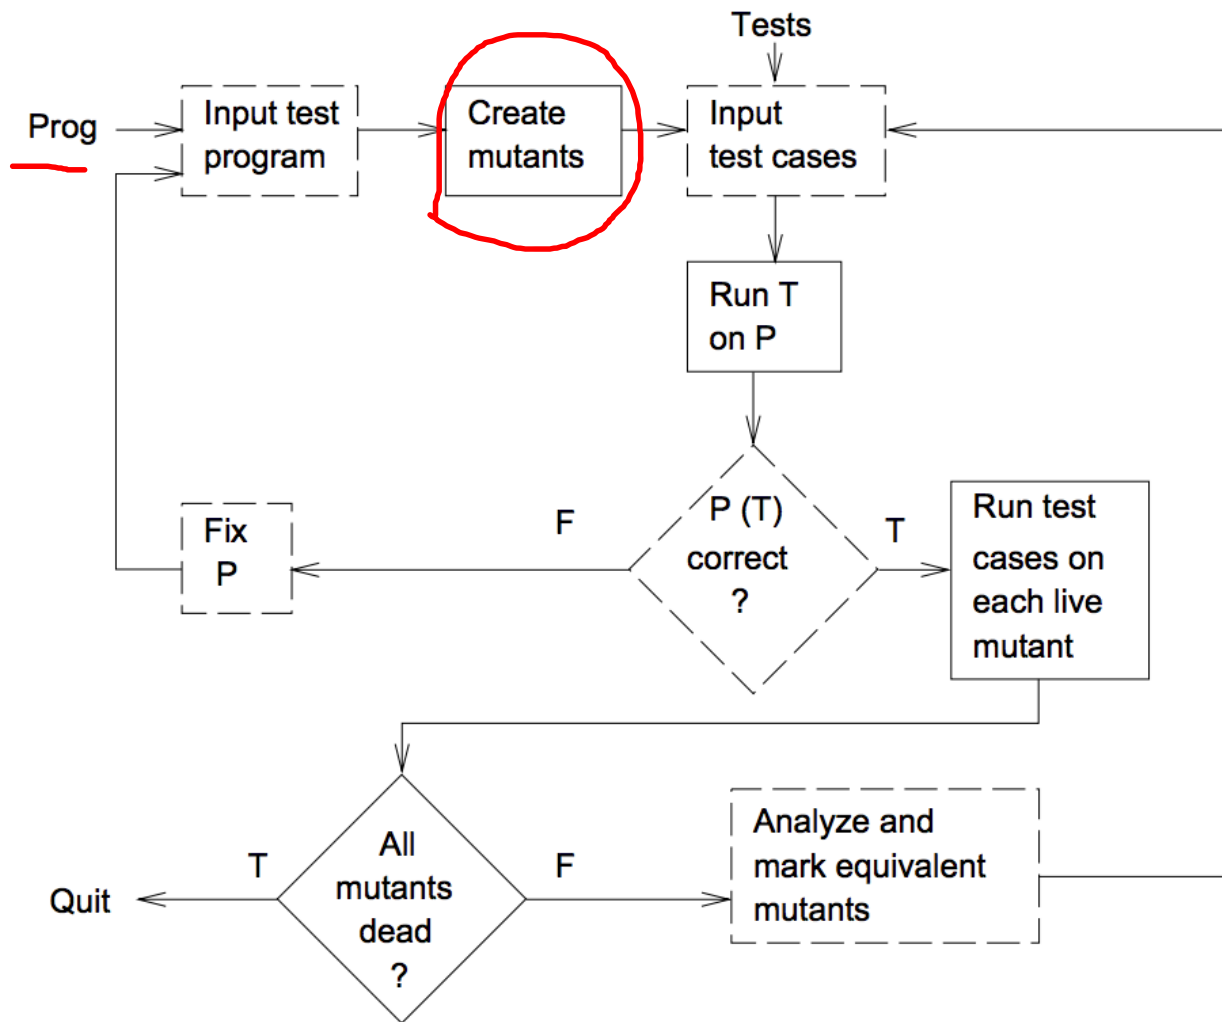 Tests
Prog
Input test
program
Create
mutants
Input
test cases
Run T
on P
P (T)
correct
?
F
T
Fix
P
Run test
cases on
each live
mutant
All
mutants
dead
?
T
F
Quit
Analyze and
mark equivalent
mutants